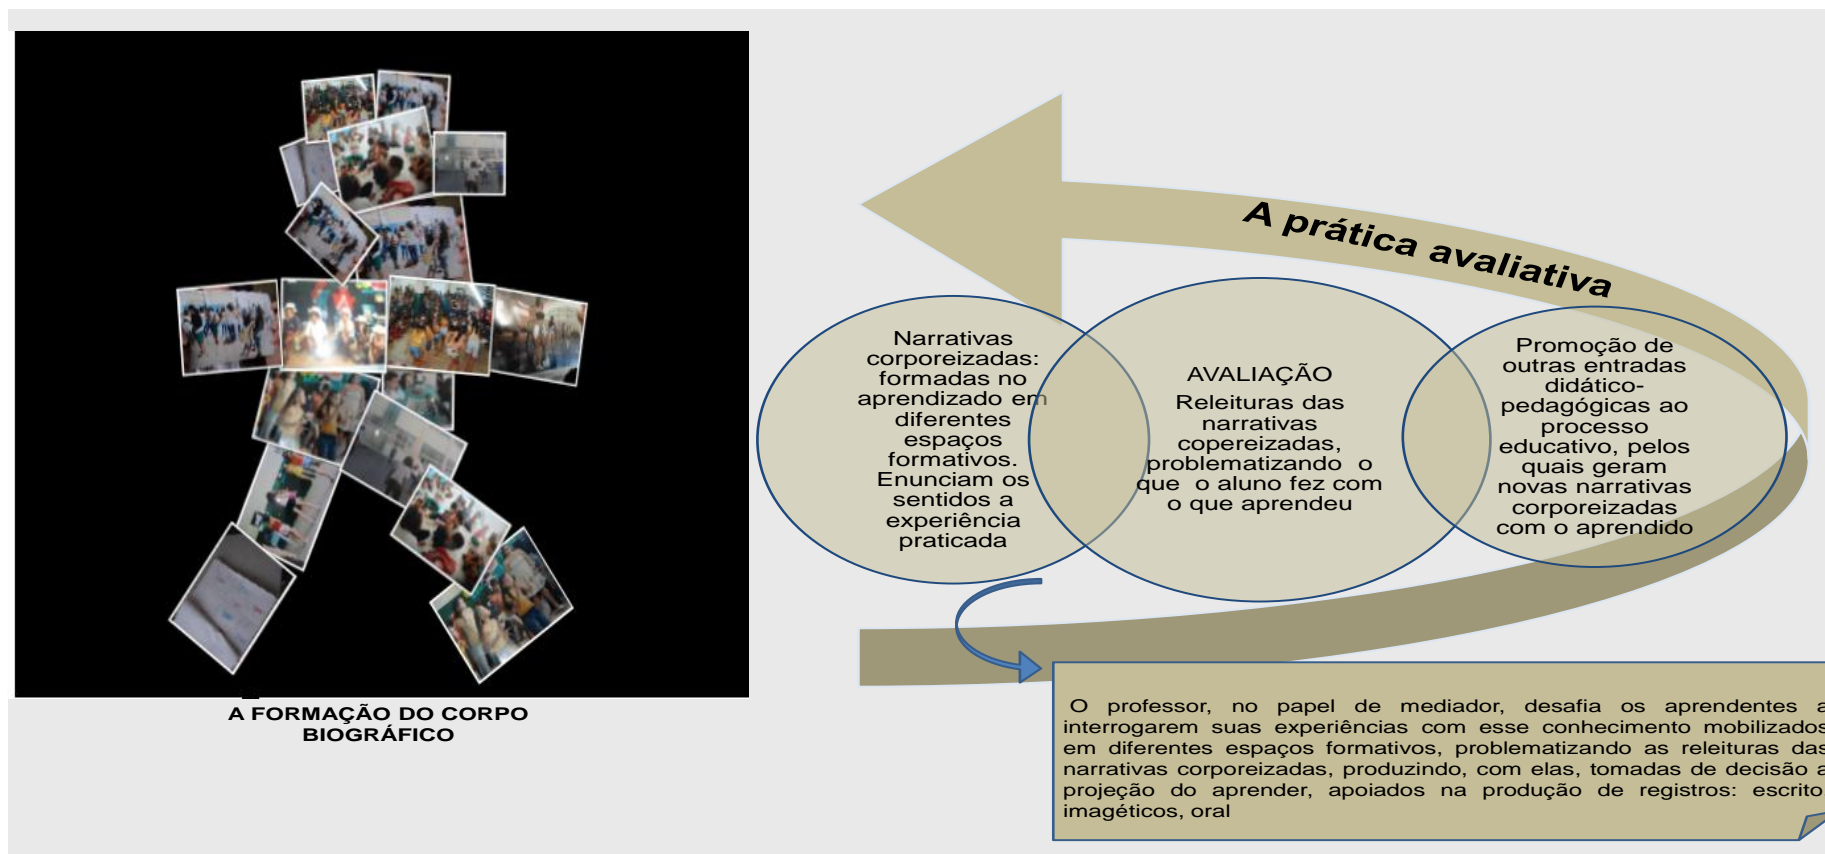 A FORMAÇÃO DO CORPO
BIOGRÁFICO
A prática avaliativa
Narrativas
corporeizadas:
formadas no
aprendizado em
diferentes
espaços
formativos.
Enunciam os
sentidos a
experiência
praticada
AVALIAÇÃO
Releituras das
narrativas
copereizadas,
problematizando o
que o aluno fez com
o que aprendeu
Promoção de
outras entradas
didático-
pedagógicas ao
processo
educativo, pelos
quais geram
novas narrativas
corporeizadas
com o aprendido
O professor, no papel de mediador, desafia os aprendentes a
interrogarem suas experiências com esse conhecimento mobilizados
em diferentes espaços formativos, problematizando as releituras das
narrativas corporeizadas, produzindo, com elas, tomadas de decisão a
projeção do aprender, apoiados na produção de registros: escrito
imagéticos, oral